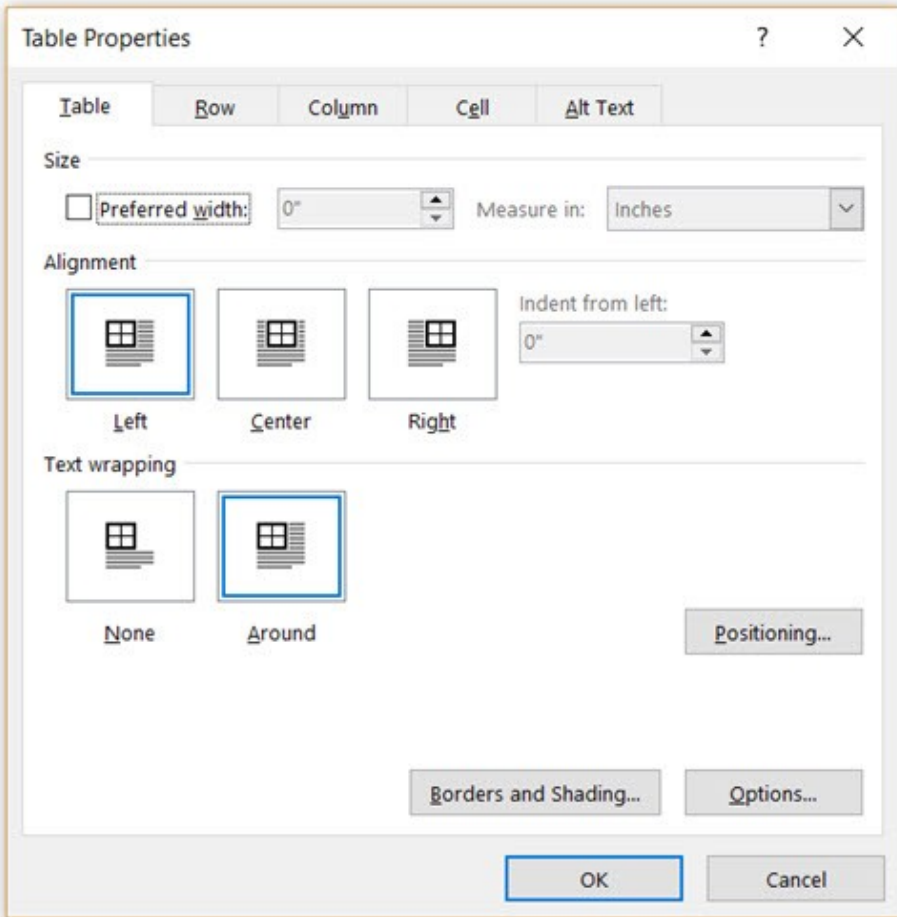 Table Properties ? ×
Table Row Column Cell Alt Text
Size
Preferred width: 0" Measure in: Inches
Alignment
Indent from left:
0"
Left Center Right
Text wrapping
None Around
Positioning...
Borders and Shading... Options...
OK Cancel